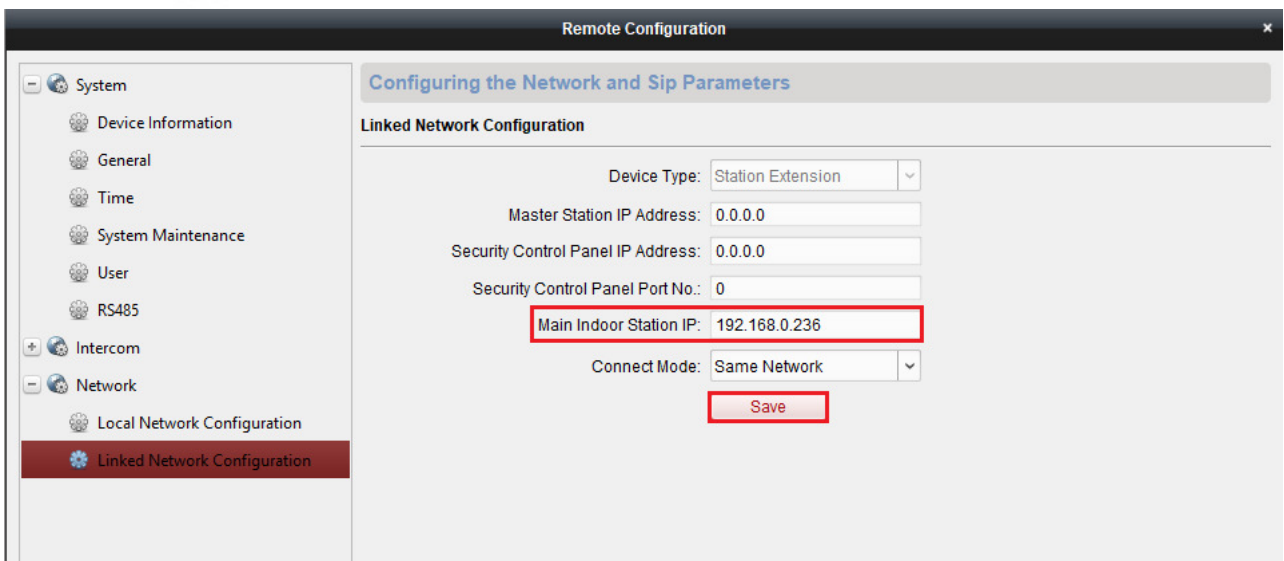 Remote Configuration ×
System
Device Information
General
Time
System Maintenance
User
RS485
Intercom
Network
Local Network Configuration
Linked Network Configuration
Configuring the Network and Sip Parameters
Linked Network Configuration
Device Type: Station Extension
Master Station IP Address: 0.0.0.0
Security Control Panel IP Address: 0.0.0.0
Security Control Panel Port No.: 0
Main Indoor Station IP: 192.168.0.236
Connect Mode: Same Network
Save